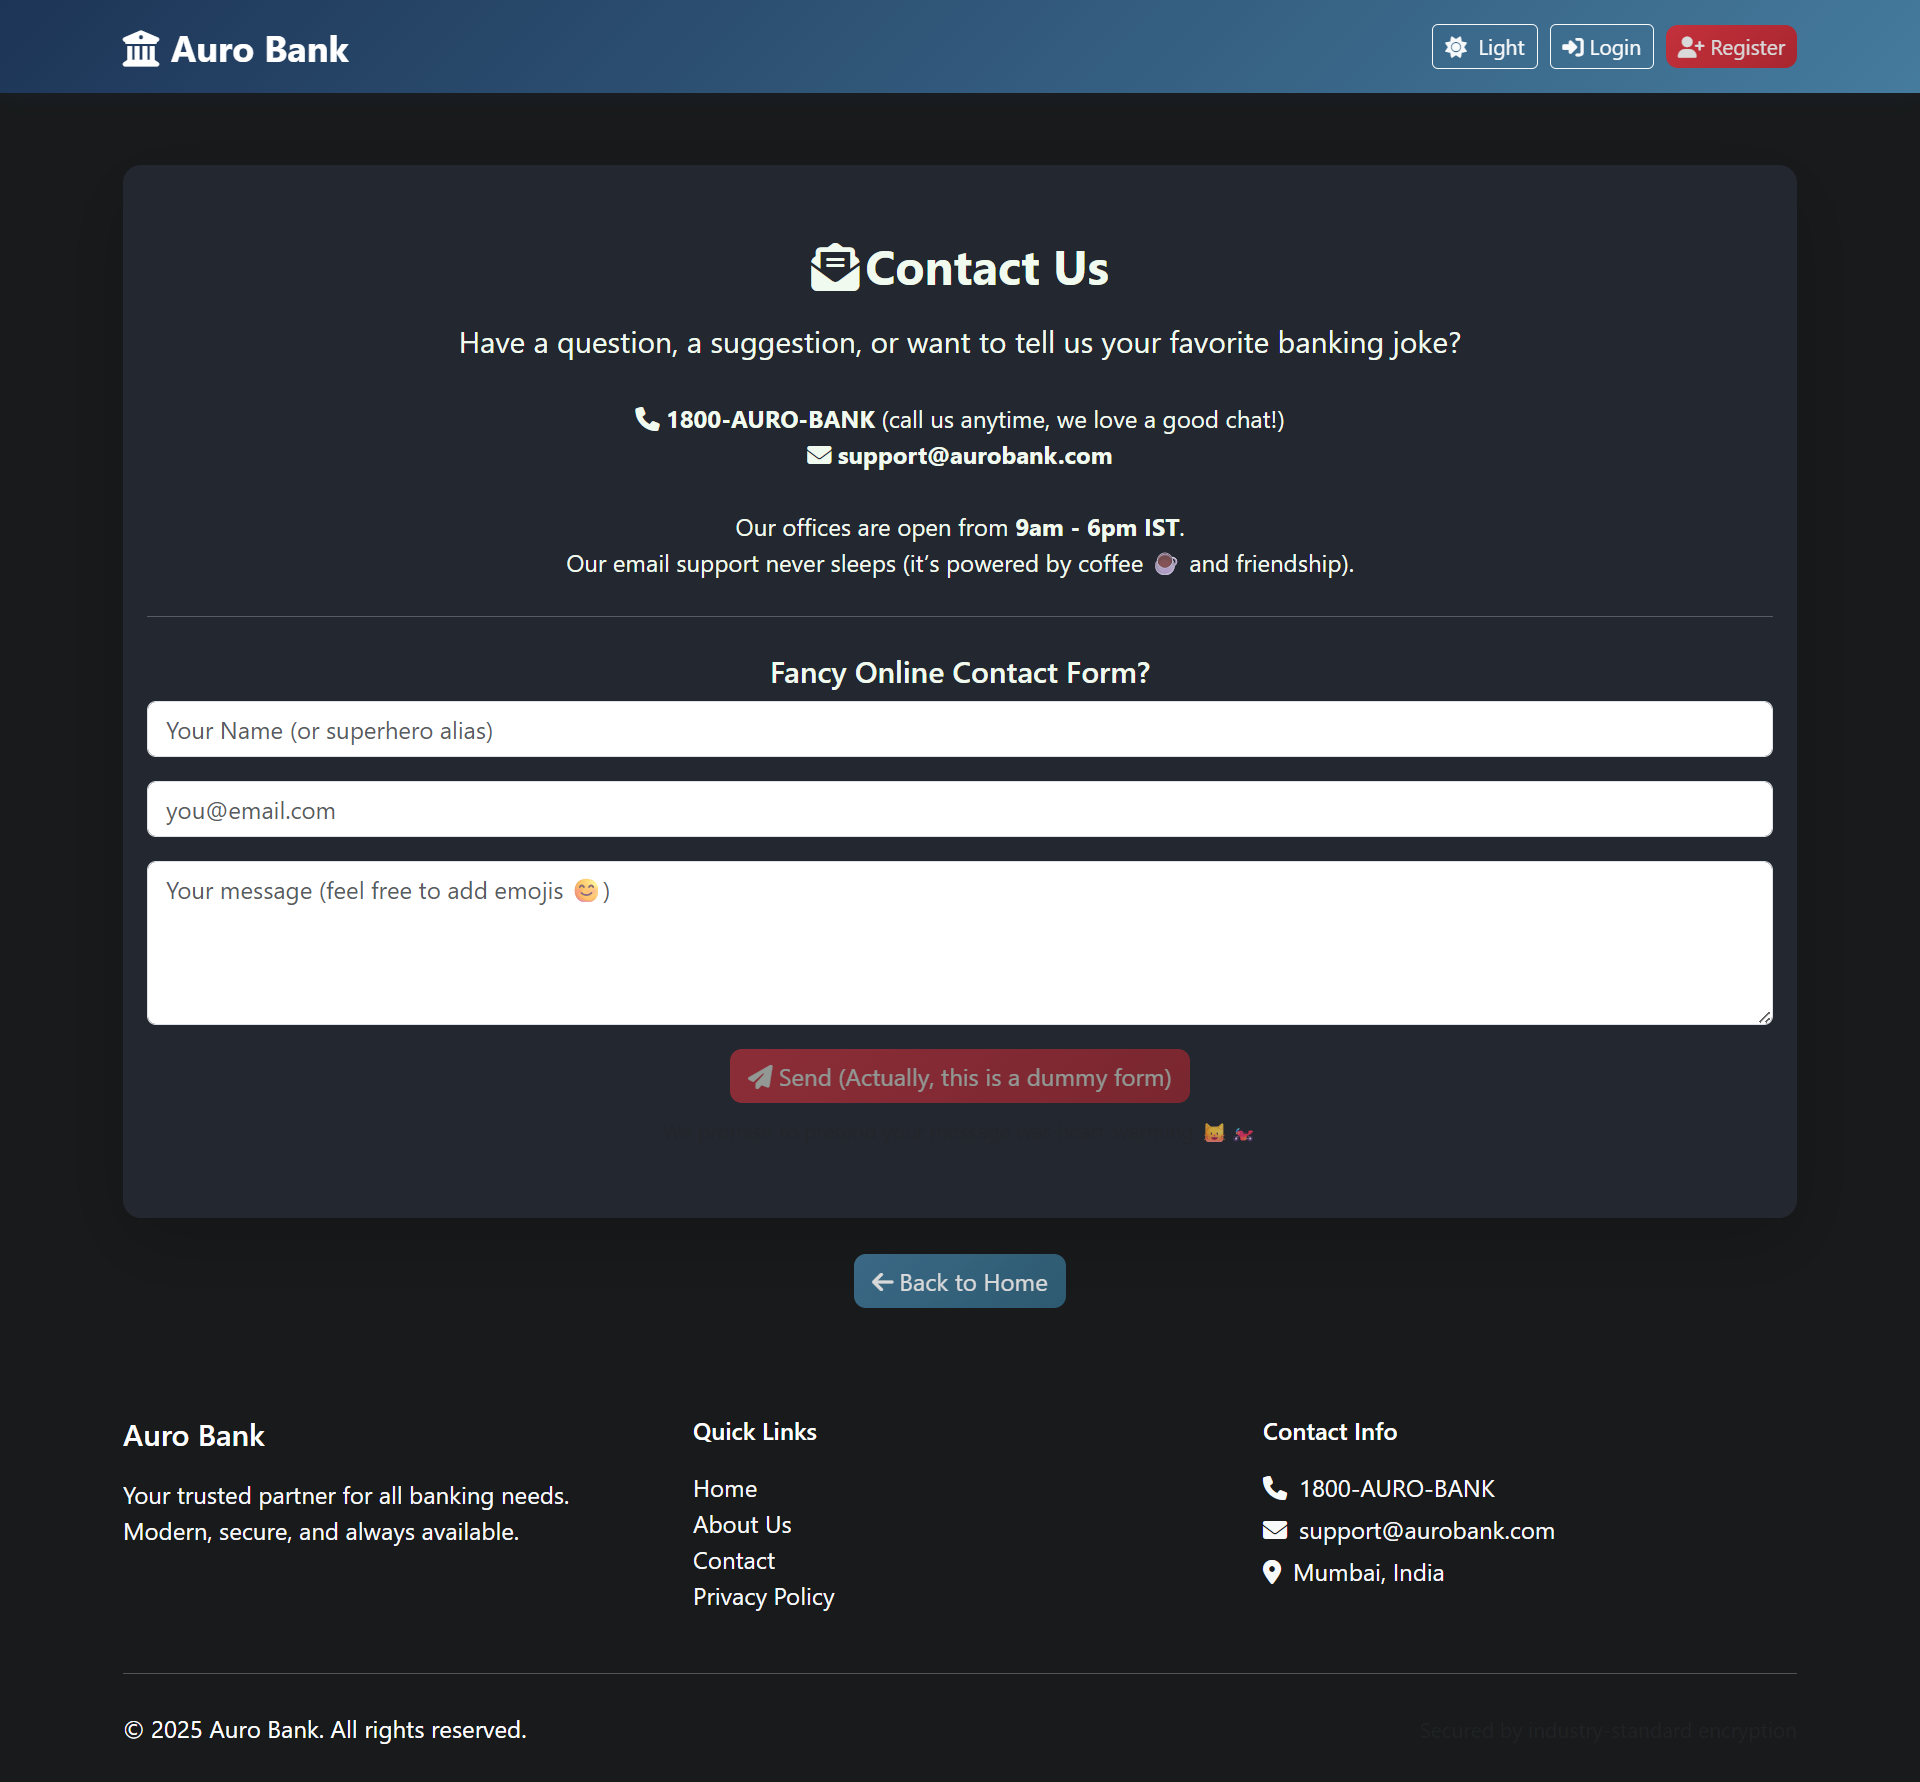 Auro Bank
Light
Login
Register
Contact Us
Have a question, a suggestion, or want to tell us your favorite banking joke?
1800-AURO-BANK (call us anytime, we love a good chat!)
support@aurobank.com
Our offices are open from 9am - 6pm IST.
Our email support never sleeps (it’s powered by coffee and friendship).
Fancy Online Contact Form?
Your Name (or superhero alias)
you@email.com
Your message (feel free to add emojis 😊)
Send (Actually, this is a dummy form)
Back to Home
Auro Bank
Your trusted partner for all banking needs.
Modern, secure, and always available.
Quick Links
Home
About Us
Contact
Privacy Policy
Contact Info
1800-AURO-BANK
support@aurobank.com
Mumbai, India
© 2025 Auro Bank. All rights reserved.
Secured by industry-standard encryption